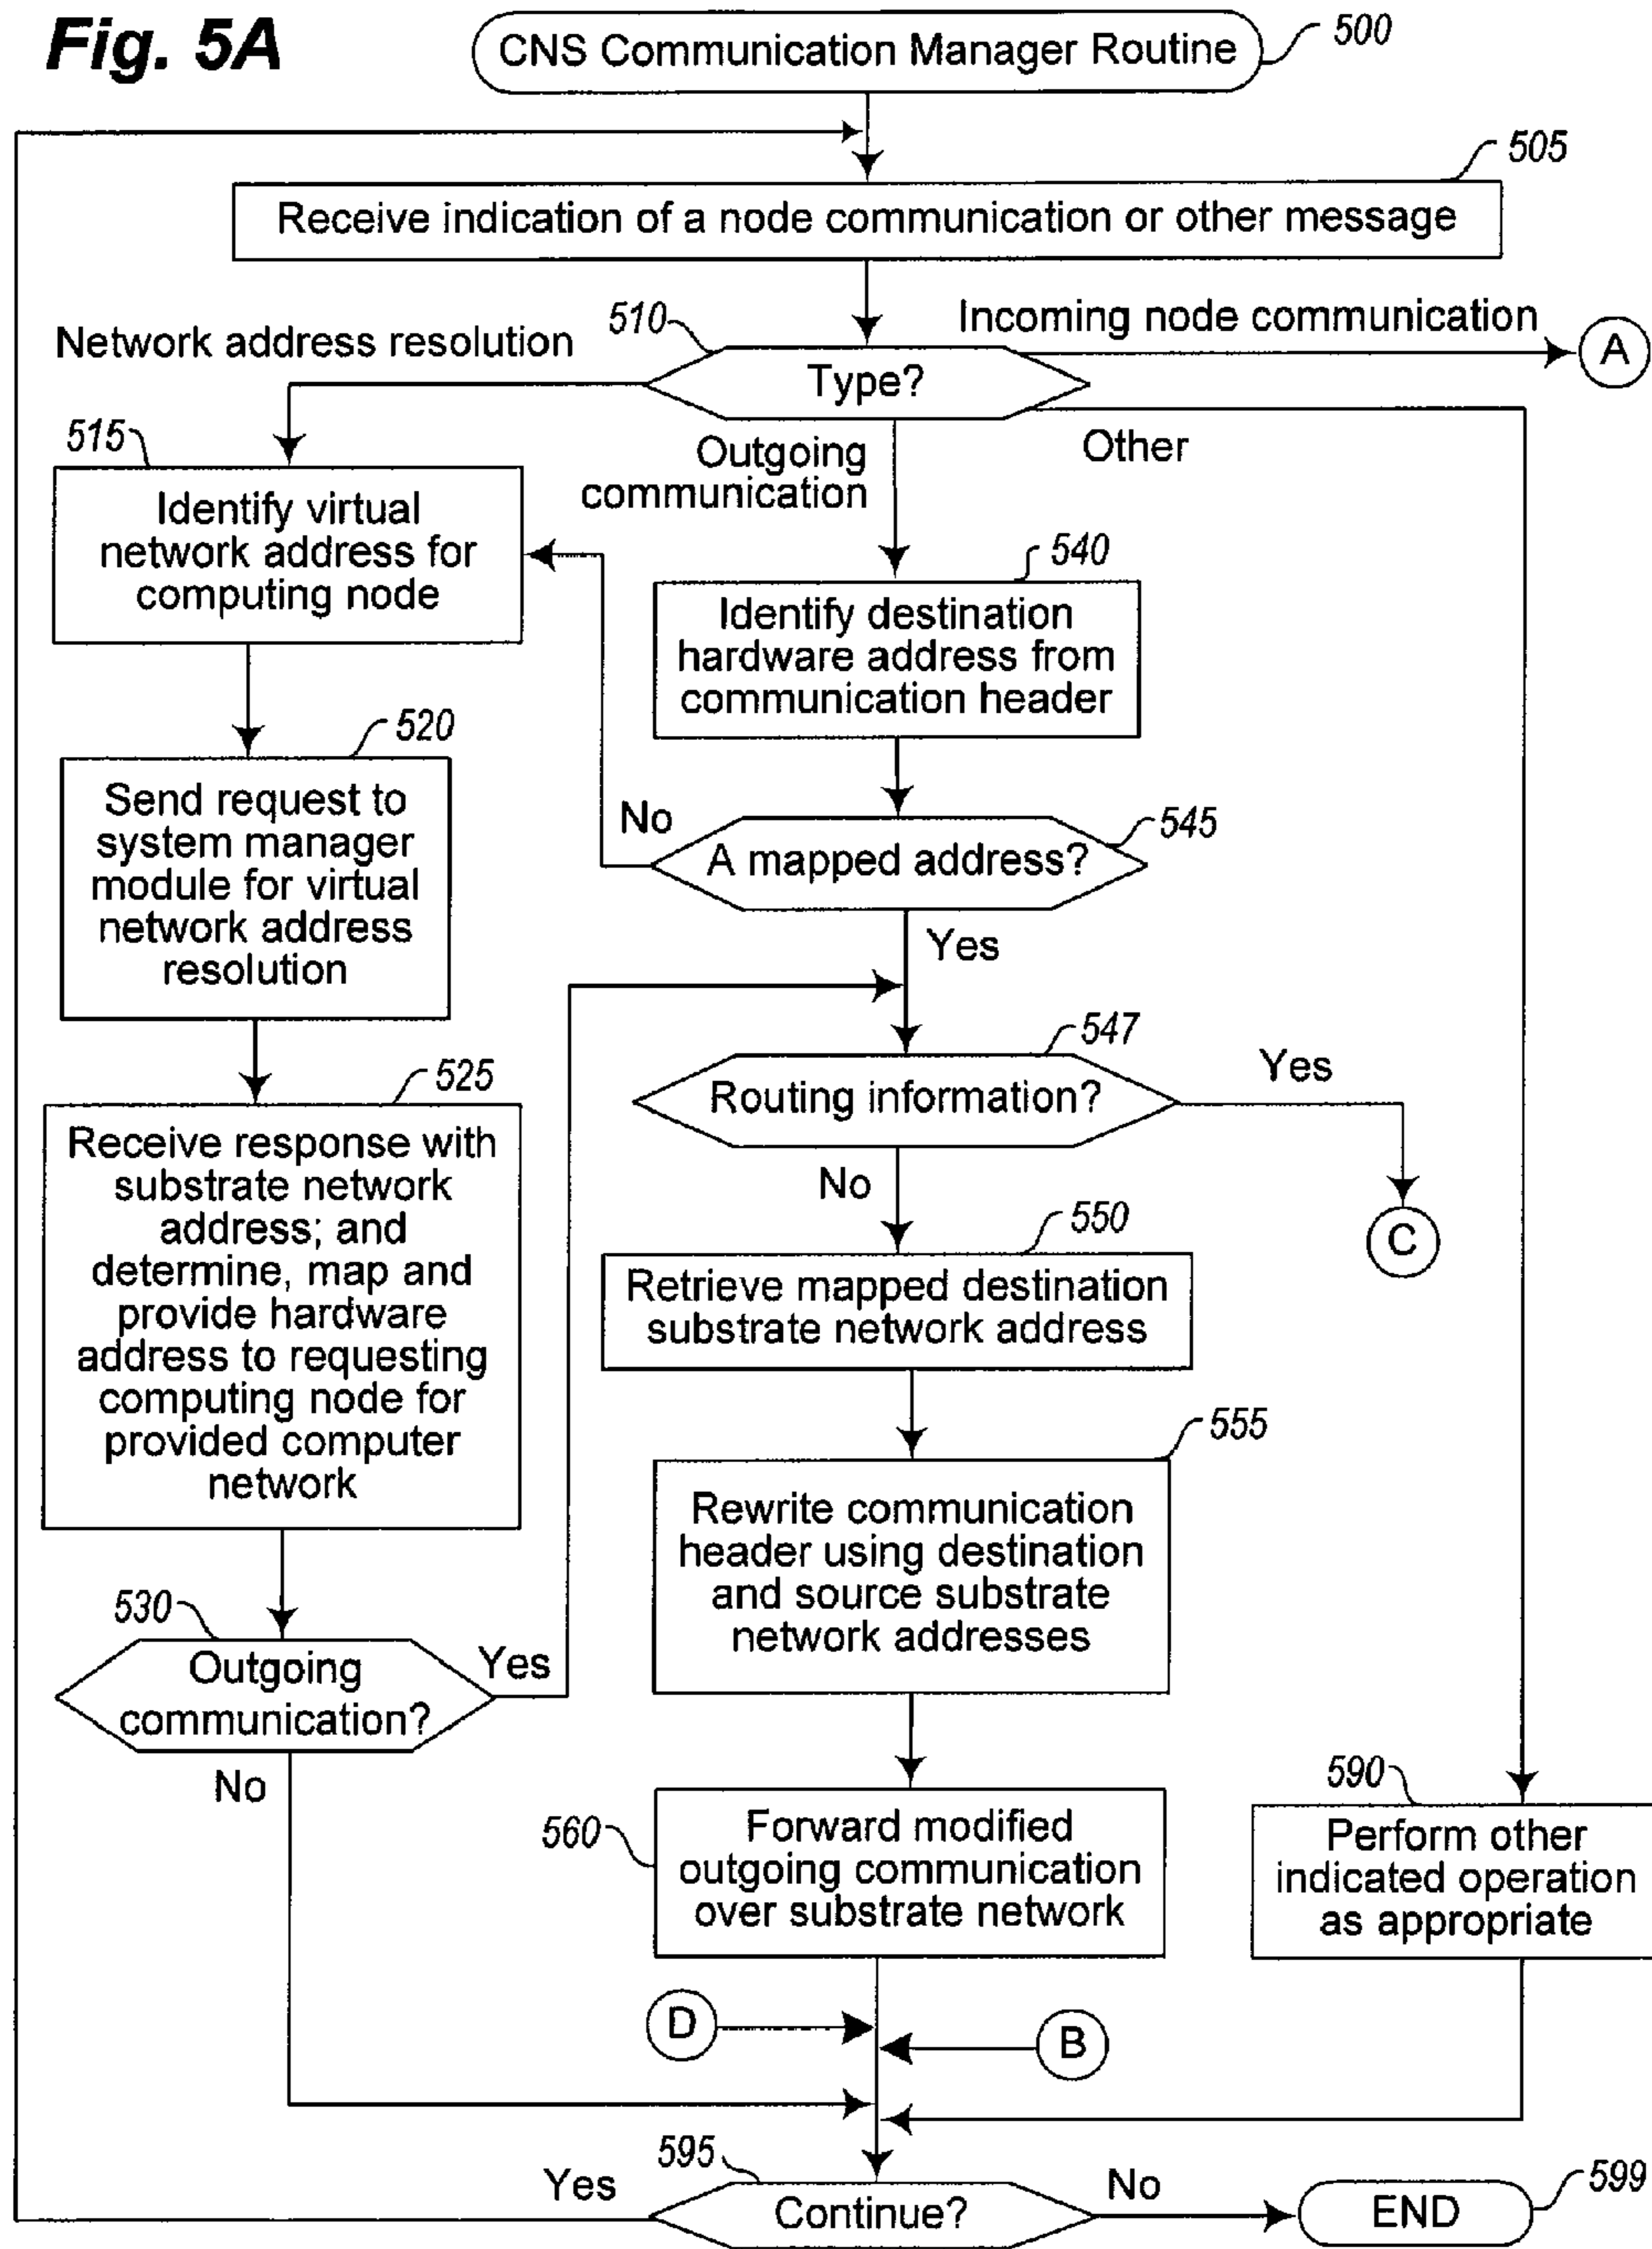 Fig. 5A
CNS Communication Manager Routine
500
505
Receive indication of a node communication or other message
Network address resolution
510
Incoming node communication
A
Type?
Outgoing
communication
Other
515
Identify virtual
network address for
computing node
540
Identify destination
hardware address from
communication header
520
Send request to
system manager
module for virtual
network address
resolution
No
545
A mapped address?
Yes
547
Routing information?
Yes
C
No
525
Receive response with
substrate network
address; and
determine, map and
provide hardware
address to requesting
computing node for
provided computer
network
550
Retrieve mapped destination
substrate network address
555
Rewrite communication
header using destination
and source substrate
network addresses
530
Outgoing
communication?
Yes
No
560
Forward modified
outgoing communication
over substrate network
590
Perform other
indicated operation
as appropriate
D
B
595
Yes
Continue?
No
END
599